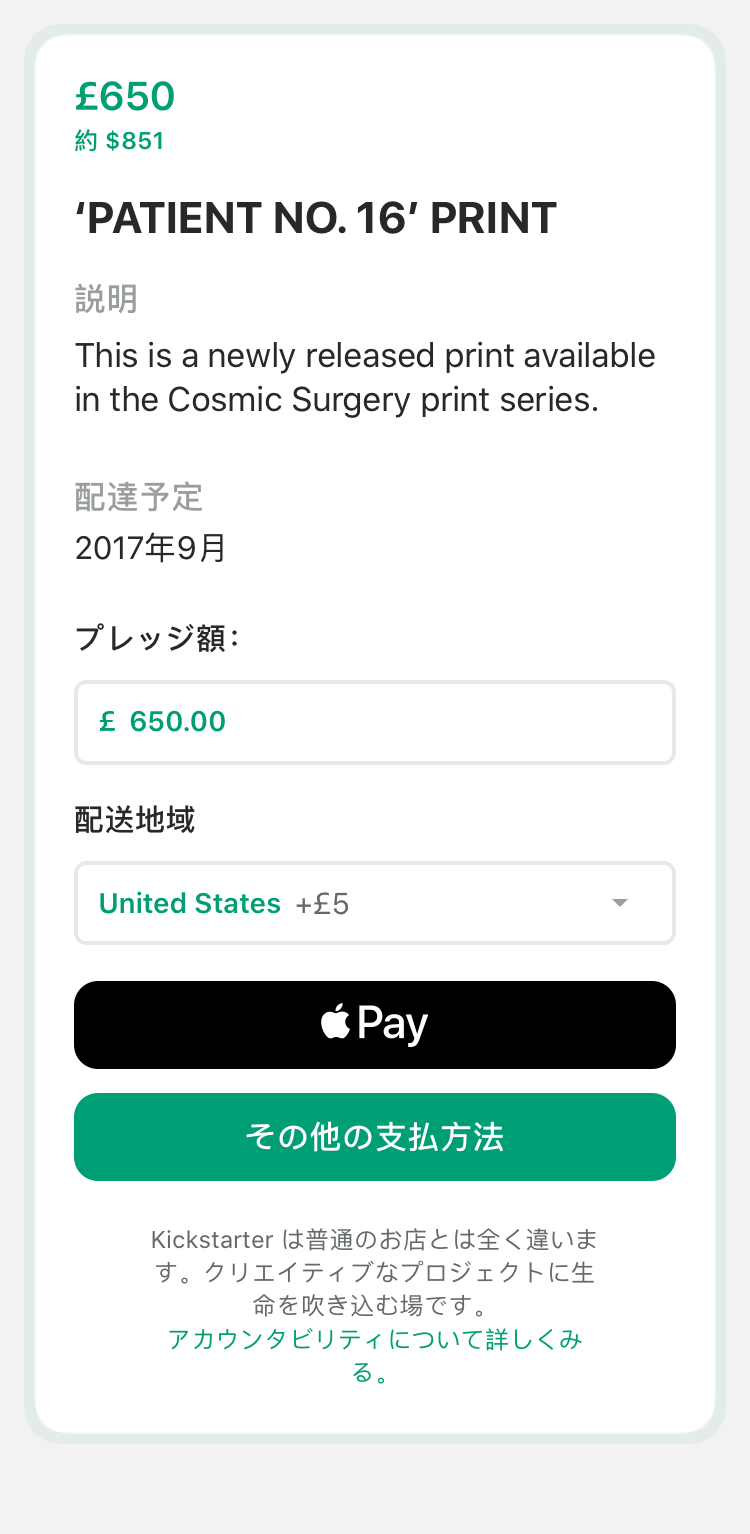 £650
約 $851
‘PATIENT NO. 16’ PRINT
説明
This is a newly released print available
in the Cosmic Surgery print series.
配達予定
2017年9月
プレッジ額：
£ 650.00
配送地域
United States +£5
Pay
その他の支払方法
Kickstarter は普通のお店とは全く違いま
す。クリエイティブなプロジェクトに生
命を吹き込む場です。
アカウンタビリティについて詳しくみ
る。